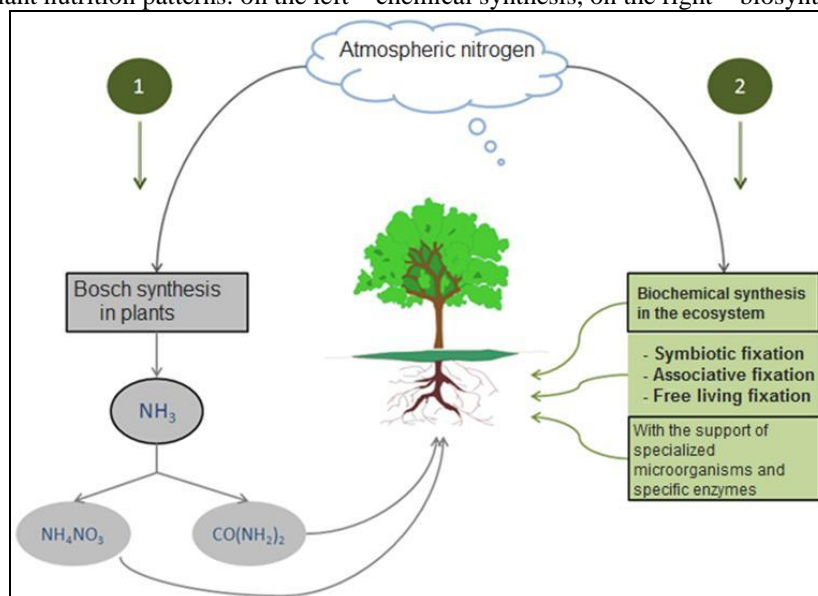 ant nutrition patterns: on the left – chemical synthesis, on the right – biosynt
Atmospheric nitrogen
1
2
Bosch synthesis
in plants
NH₃
NH₄NO₃
CO(NH₂)₂
Biochemical synthesis
in the ecosystem
- Symbiotic fixation
- Associative fixation
- Free living fixation
With the support of
specialized
microorganisms and
specific enzymes